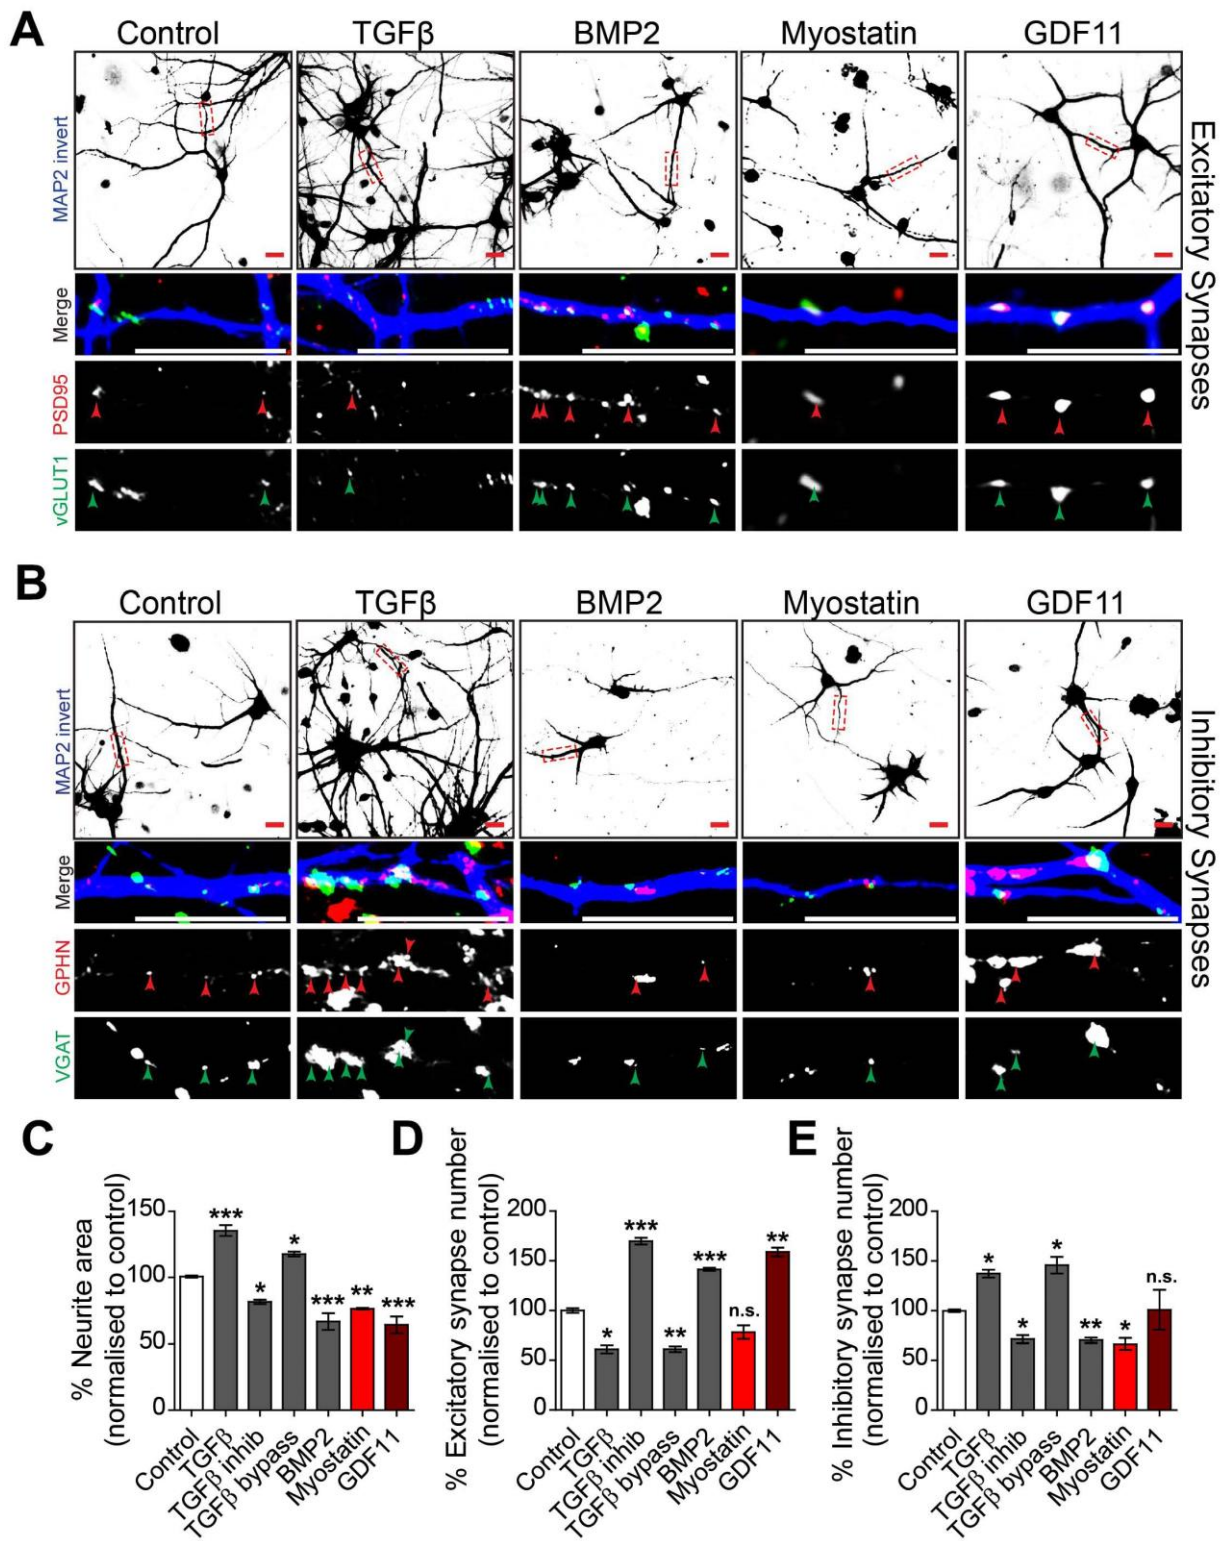 A
Control TGFβ BMP2 Myostatin GDF11
MAP2 invert
Merge
PSD95
vGLUT1
Excitatory Synapses
B
Control TGFβ BMP2 Myostatin GDF11
MAP2 invert
Merge
GPHN
VGAT
Inhibitory Synapses
C
% Neurite area
(normalised to control)
150
100
50
0
***
*
*
***
**
***
Control
TGFβ
TGFβ inhib
TGFβ bypass
BMP2
Myostatin
GDF11
D
% Excitatory synapse number
(normalised to control)
200
150
100
50
0
*
***
**
***
n.s.
**
Control
TGFβ
TGFβ inhib
TGFβ bypass
BMP2
Myostatin
GDF11
E
% Inhibitory synapse number
(normalised to control)
200
150
100
50
0
*
*
*
**
*
n.s.
Control
TGFβ
TGFβ inhib
TGFβ bypass
BMP2
Myostatin
GDF11